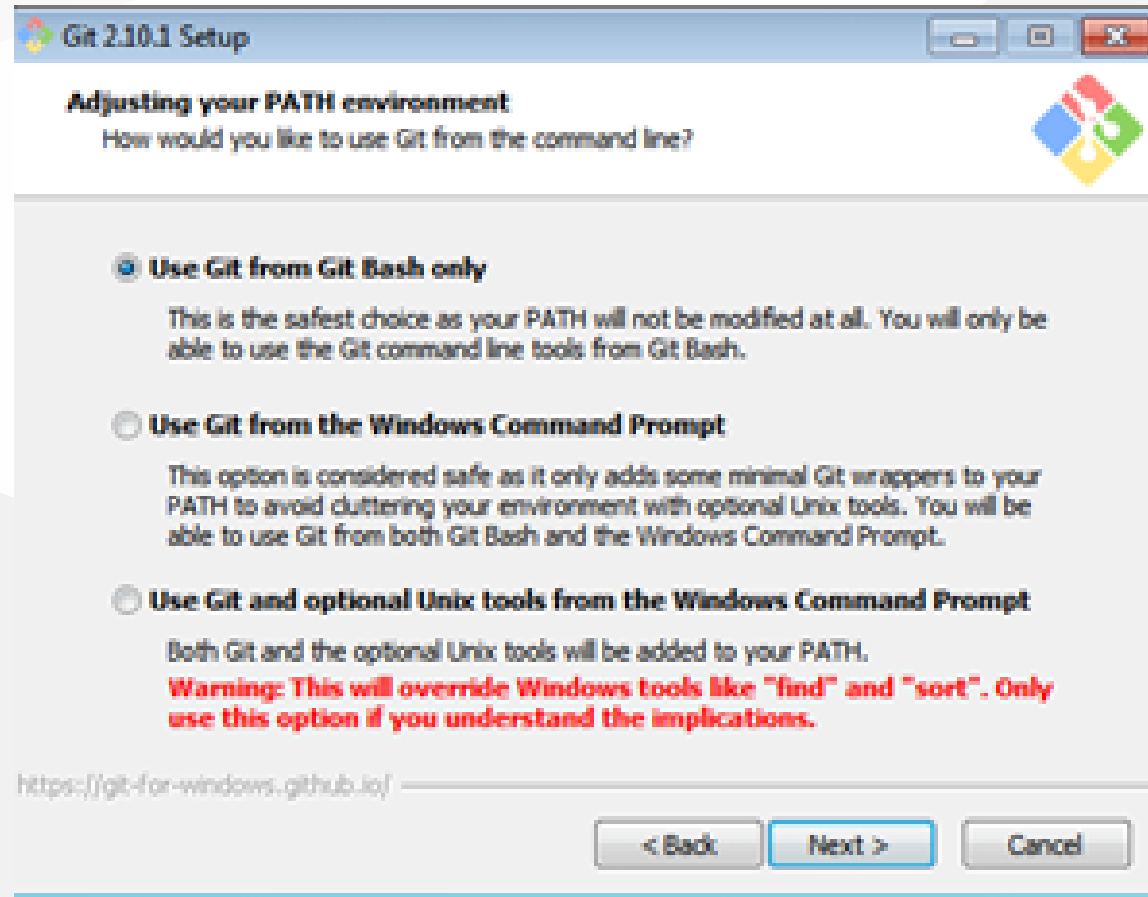 Git 2.10.1 Setup
Adjusting your PATH environment
How would you like to use Git from the command line?
Use Git from Git Bash only
This is the safest choice as your PATH will not be modified at all. You will only be
able to use the Git command line tools from Git Bash.
Use Git from the Windows Command Prompt
This option is considered safe as it only adds some minimal Git wrappers to your
PATH to avoid cluttering your environment with optional Unix tools. You will be
able to use Git from both Git Bash and the Windows Command Prompt.
Use Git and optional Unix tools from the Windows Command Prompt
Both Git and the optional Unix tools will be added to your PATH.
Warning: This will override Windows tools like "find" and "sort". Only
use this option if you understand the implications.
https://git-for-windows.github.io/
< Back
Next >
Cancel